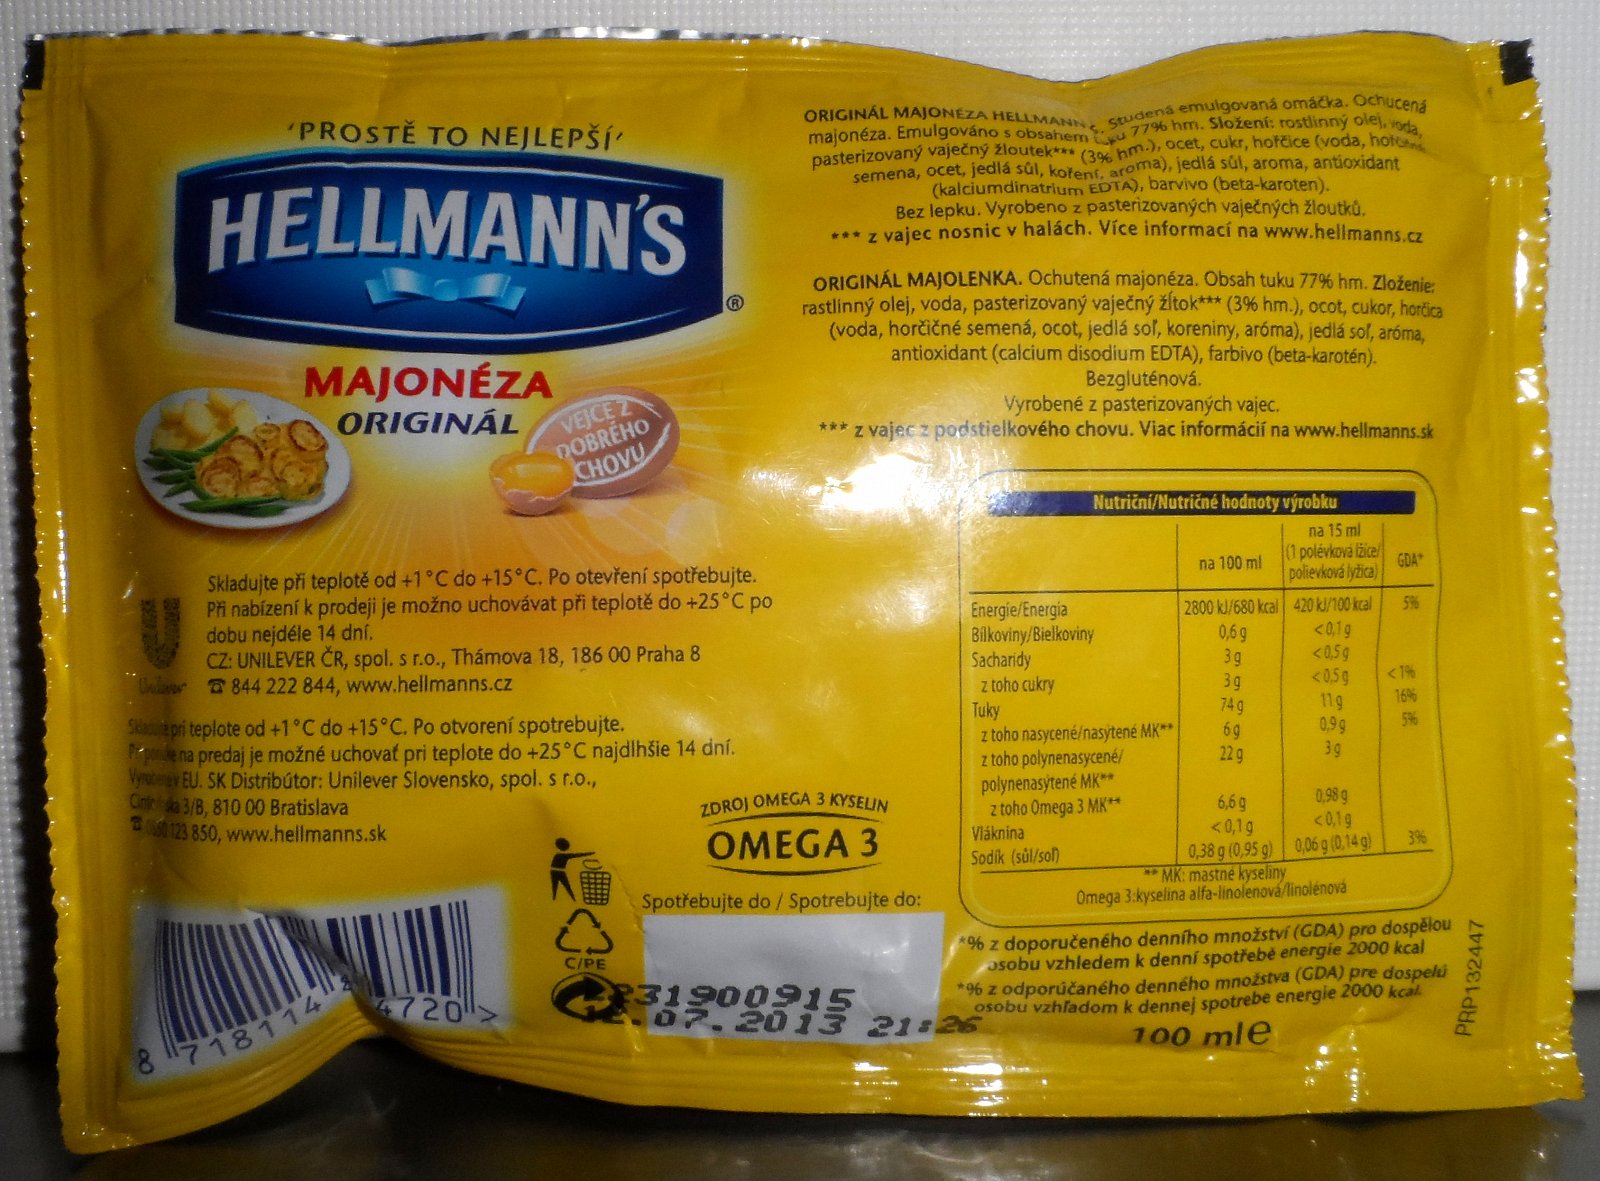 'PROSTĚ TO NEJLEPŠÍ'
HELLMANN'S
®
MAJONÉZA
ORIGINÁL
VEJCE Z
DOBRÉHO
CHOVU
Skladujte při teplotě od +1°C do +15°C. Po otevření spotřebujte.
Při nabízení k prodeji je možno uchovávat při teplotě do +25°C po
dobu nejdéle 14 dní.
CZ: UNILEVER ČR, spol. s r.o., Thámova 18, 186 00 Praha 8
☎ 844 222 844, www.hellmanns.cz
Unilever
pri teplote od +1°C do +15°C. Po otvorení spotrebujte.
na predaj je možné uchovať pri teplote do +25°C najdlhšie 14 dní.
EU. SK Distribútor: Unilever Slovensko, spol. s r.o.,
3/B, 810 00 Bratislava
123 850, www.hellmanns.sk
8 718114 4720 >
C/PE
ZDROJ OMEGA 3 KYSELIN
OMEGA 3
Spotřebujte do / Spotrebujte do:
31900915
.07.2013 21:26
ORIGINÁL MAJONÉZA HELLMANN'S. Studená emulgovaná omáčka. Ochucená
majonéza. Emulgováno s obsahem tuku 77% hm. Složení: rostlinný olej, voda,
pasterizovaný vaječný žloutek*** (3% hm.), ocet, cukr, hořčice (voda, hořčičné
semena, ocet, jedlá sůl, koření, aroma), jedlá sůl, aroma, antioxidant
(kalciumdinatrium EDTA), barvivo (beta-karoten).
Bez lepku. Vyrobeno z pasterizovaných vaječných žloutků.
*** z vajec nosnic v halách. Více informací na www.hellmanns.cz
ORIGINÁL MAJOLENKA. Ochutená majonéza. Obsah tuku 77% hm. Zloženie:
rastlinný olej, voda, pasterizovaný vaječný žĺtok*** (3% hm.), ocot, cukor, horčica
(voda, horčičné semená, ocot, jedlá soľ, koreniny, aróma), jedlá soľ, aróma,
antioxidant (calcium disodium EDTA), farbivo (beta-karotén).
Bezgluténová.
Vyrobené z pasterizovaných vajec.
*** z vajec z podstielkového chovu. Viac informácií na www.hellmanns.sk
Nutriční/Nutričné hodnoty výrobku
na 100 ml na 15 ml (1 polévková lžíce/ polievková lyžica) GDA*
Energie/Energia 2800 kJ/680 kcal 420 kJ/100 kcal 5%
Bílkoviny/Bielkoviny 0,6 g <0,1 g
Sacharidy 3 g <0,5 g
z toho cukry 3 g <0,5 g <1%
Tuky 74 g 11 g 16%
z toho nasycené/nasýtené MK** 6 g 0,9 g 5%
z toho polynenasycené/ 22 g 3 g
polynenasýtené MK**
z toho Omega 3 MK** 6,6 g 0,98 g
Vláknina <0,1 g <0,1 g
Sodík (sůl/soľ) 0,38 g (0,95 g) 0,06 g (0,14 g) 3%
** MK: mastné kyseliny
Omega 3:kyselina alfa-linolenová/linolénová
*% z doporučeného denního množství (GDA) pro dospělou
osobu vzhledem k denní spotřebě energie 2000 kcal
*% z odporúčaného denného množstva (GDA) pre dospelú
osobu vzhľadom k dennej spotrebe energie 2000 kcal.
100 ml e
PRP132447